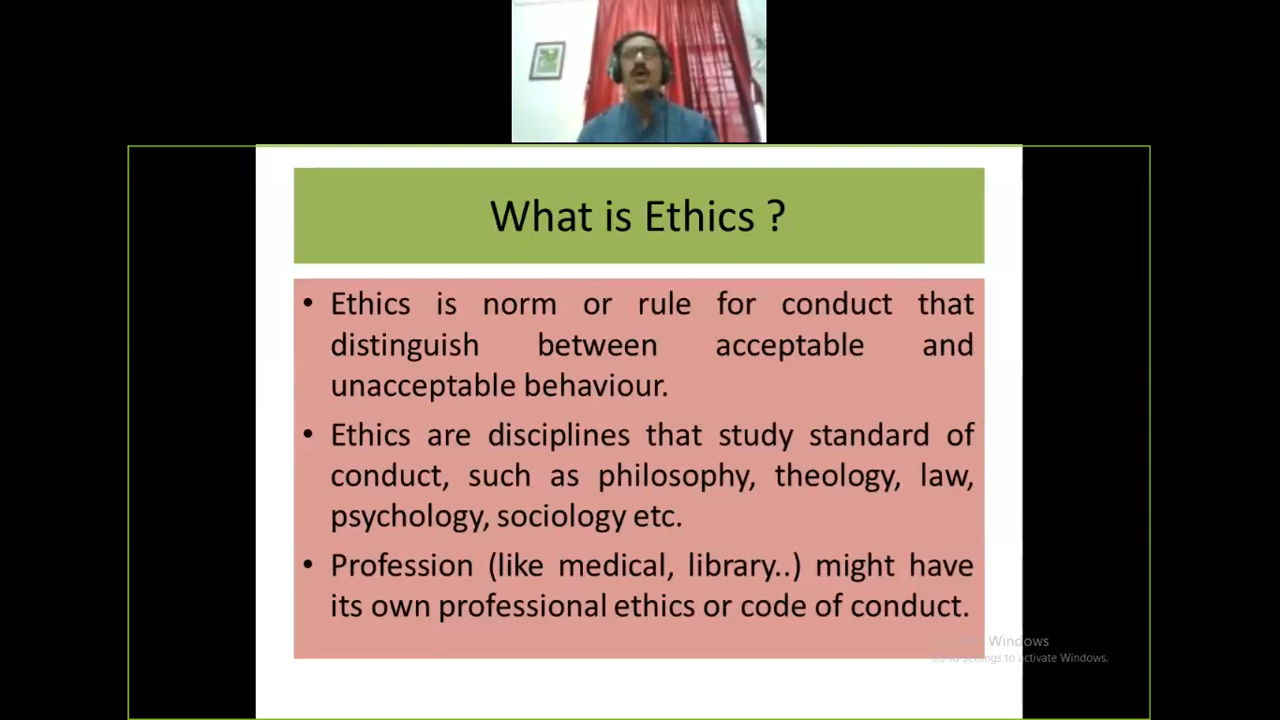 What is Ethics ?
• Ethics is norm or rule for conduct that
distinguish between acceptable and
unacceptable behaviour.
• Ethics are disciplines that study standard of
conduct, such as philosophy, theology, law,
psychology, sociology etc.
• Profession (like medical, library..) might have
its own professional ethics or code of conduct.
Windows
to activate Windows.